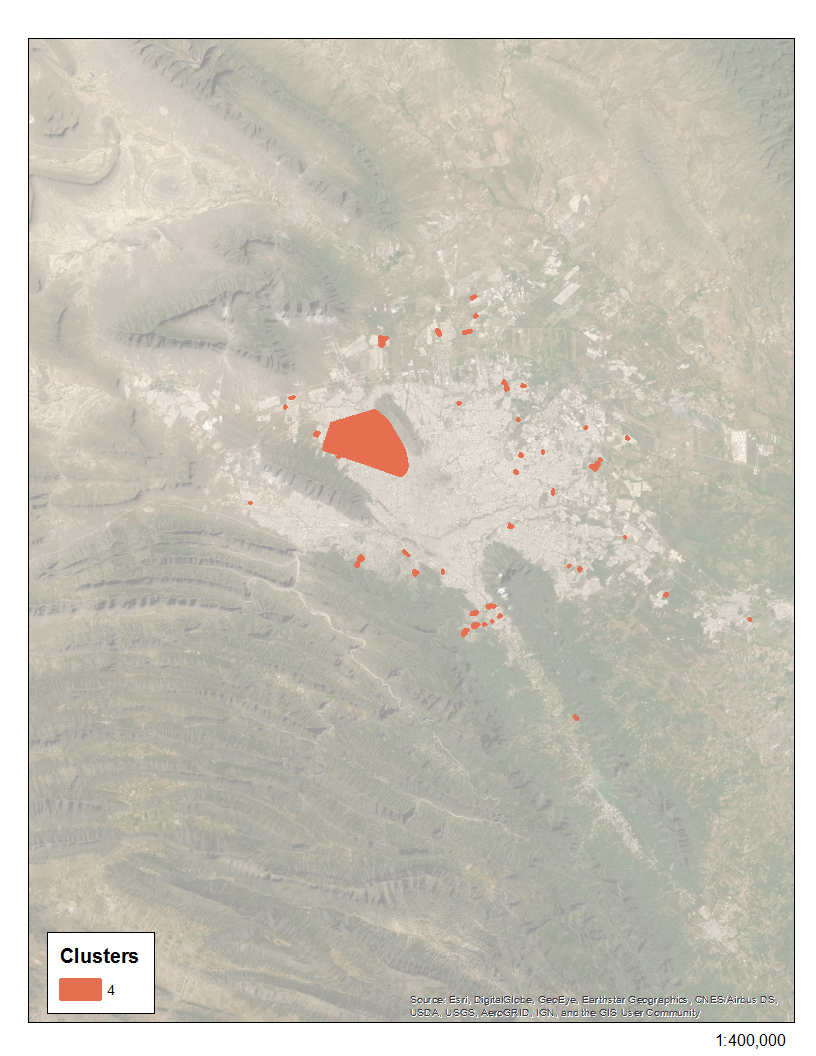 Clusters
4
Source: Esri, DigitalGlobe, GeoEye, Earthstar Geographics, CNES/Airbus DS,
USDA, USGS, AeroGRID, IGN, and the GIS User Community
1:400,000